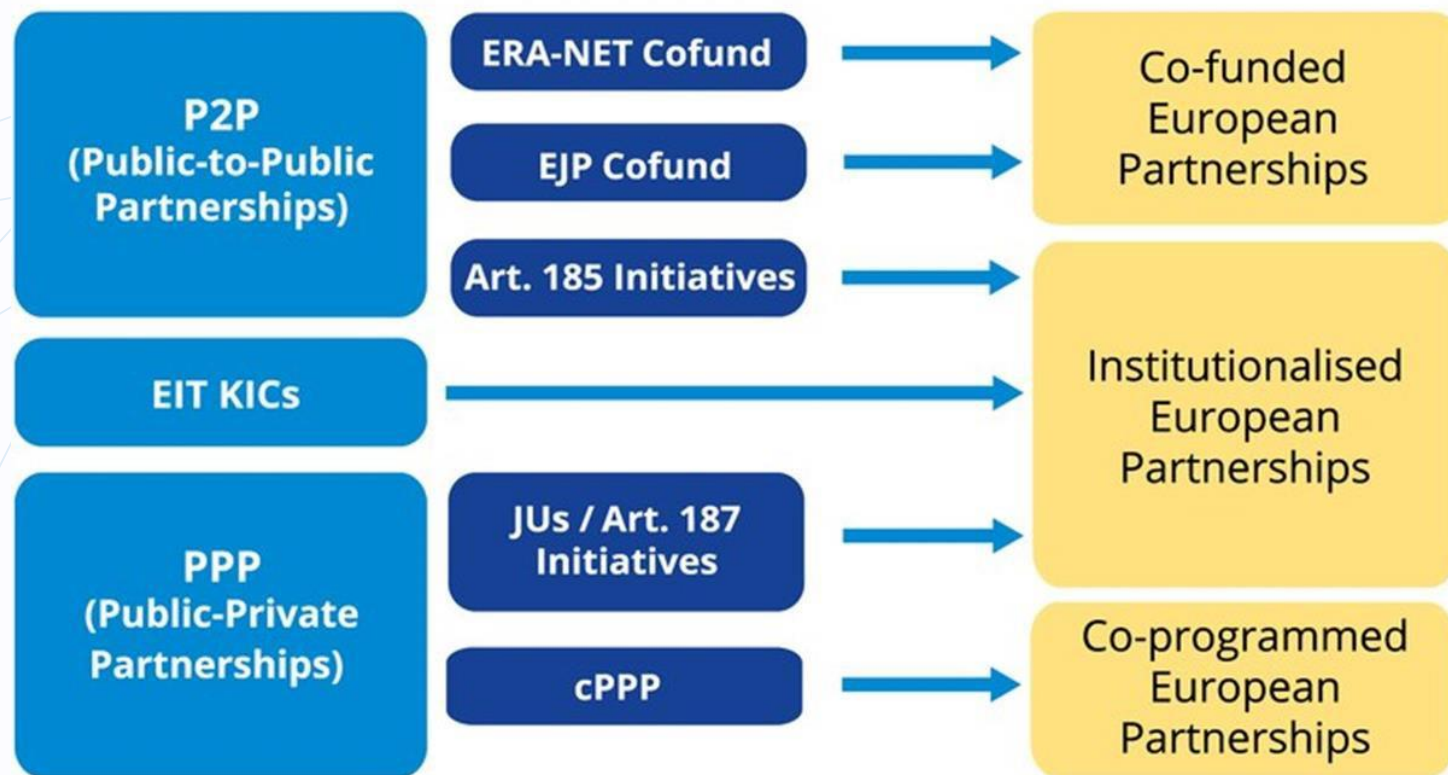 P2P
(Public-to-Public
Partnerships)
ERA-NET Cofund
EJP Cofund
Art. 185 Initiatives
Co-funded
European
Partnerships
EIT KICs
Institutionalised
European
Partnerships
PPP
(Public-Private
Partnerships)
JUs / Art. 187
Initiatives
cPPP
Co-programmed
European
Partnerships